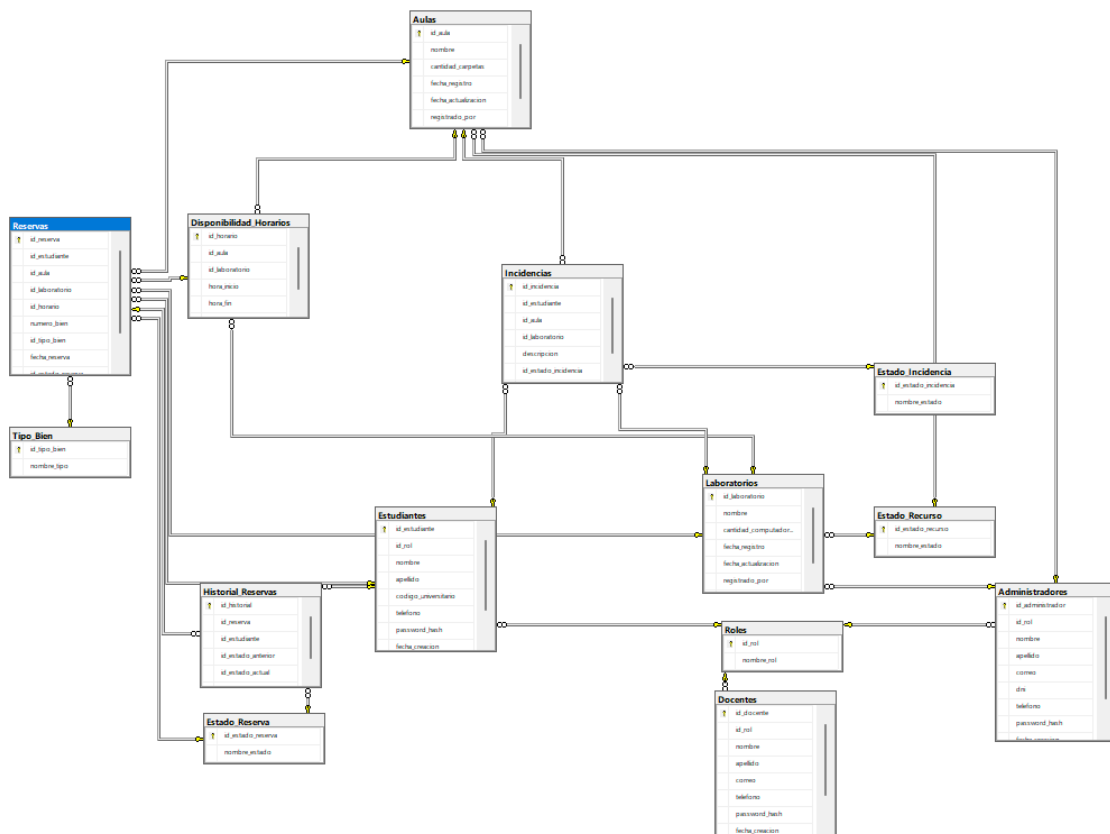 Aulas
id_aula
nombre
cantidad_carpetas
fecha_registro
fecha_actualizacion
registrado_por
Reservas
id_reserva
id_estudiante
id_aula
id_laboratorio
id_horario
numero_bien
id_tipo_bien
fecha_reserva
id_estado_reserva
Disponibilidad_Horarios
id_horario
id_aula
id_laboratorio
hora_inicio
hora_fin
Incidencias
id_incidencia
id_estudiante
id_aula
id_laboratorio
descripcion
id_estado_incidencia
Estado_Incidencia
id_estado_incidencia
nombre_estado
Tipo_Bien
id_tipo_bien
nombre_tipo
Laboratorios
id_laboratorio
nombre
cantidad_computador...
fecha_registro
fecha_actualizacion
registrado_por
Estudiantes
id_estudiante
id_rol
nombre
apellido
codigo_universitario
telefono
password_hash
fecha_creacion
Estado_Recurso
id_estado_recurso
nombre_estado
Historial_Reservas
id_historial
id_reserva
id_estudiante
id_estado_anterior
id_estado_actual
Administradores
id_administrador
id_rol
nombre
apellido
correo
dni
telefono
password_hash
fecha_creacion
Roles
id_rol
nombre_rol
Docentes
id_docente
id_rol
nombre
apellido
correo
telefono
password_hash
fecha_creacion
Estado_Reserva
id_estado_reserva
nombre_estado